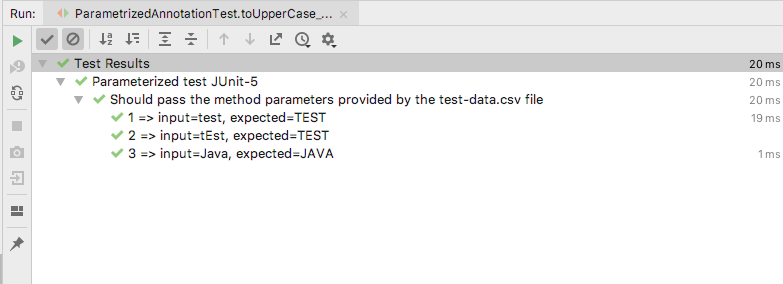 Run: ParametrizedAnnotationTest.toUpperCase_...
Test Results 20 ms
Parameterized test JUnit-5 20 ms
Should pass the method parameters provided by the test-data.csv file 20 ms
1 => input=test, expected=TEST 19 ms
2 => input=tEst, expected=TEST
3 => input=Java, expected=JAVA 1 ms